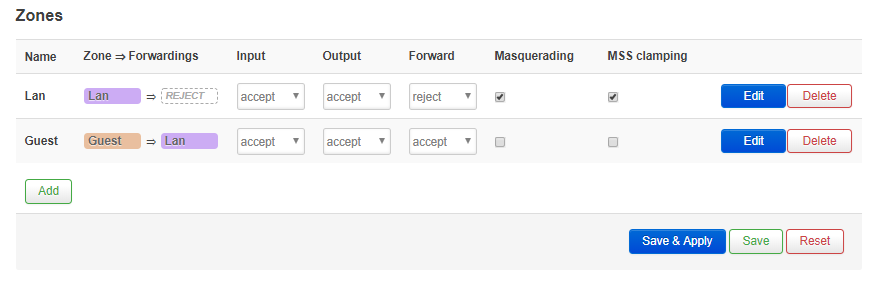 Zones
Name Zone ⇒ Forwardings Input Output Forward Masquerading MSS clamping
Lan Lan ⇒ REJECT accept accept reject Edit Delete
Guest Guest ⇒ Lan accept accept accept Edit Delete
Add
Save & Apply Save Reset